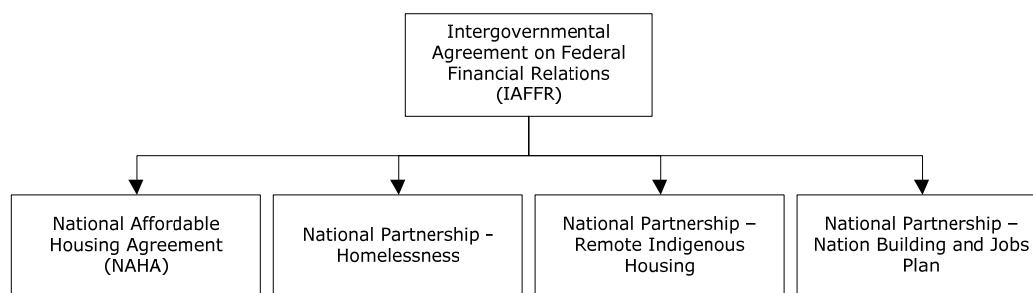 Intergovernmental
Agreement on Federal
Financial Relations
(IAFFR)
National Affordable
Housing Agreement
(NAHA)
National Partnership -
Homelessness
National Partnership –
Remote Indigenous
Housing
National Partnership –
Nation Building and Jobs
Plan